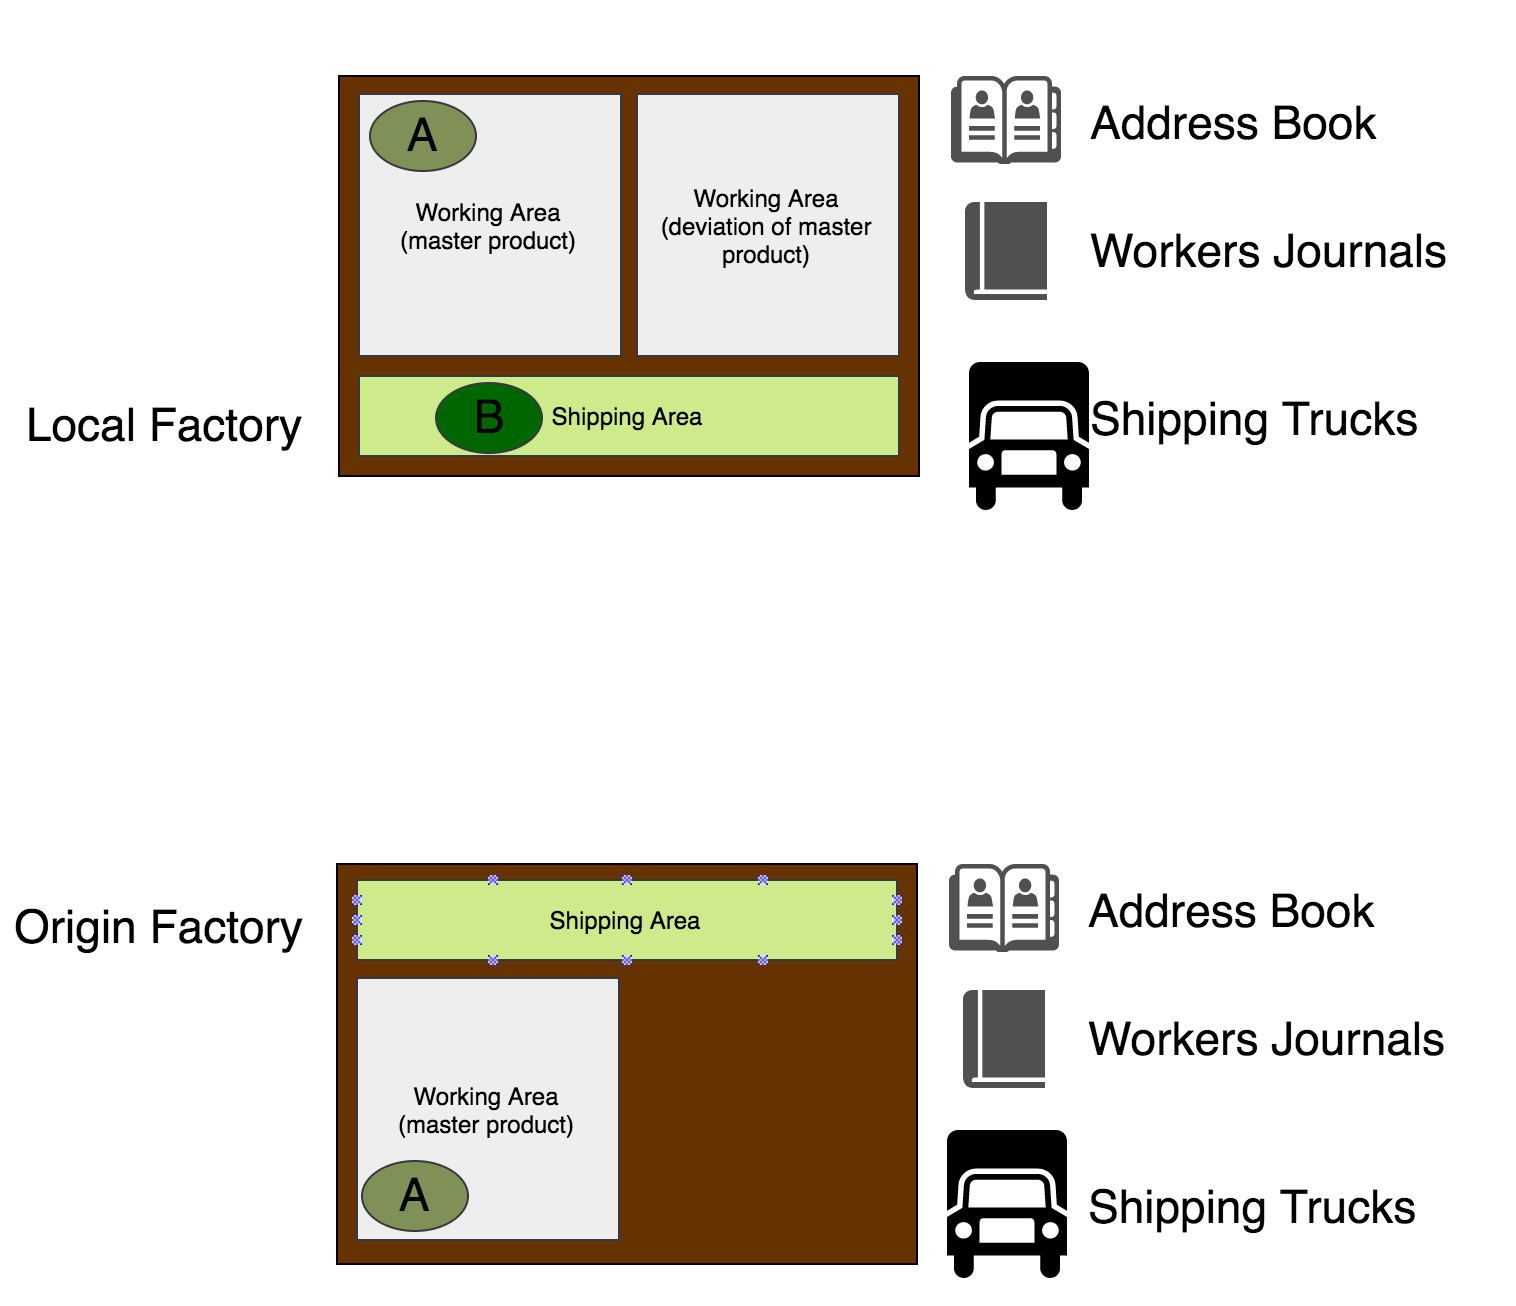 A
Working Area
(master product)
Working Area
(deviation of master
product)
B
Shipping Area
Local Factory
Address Book
Workers Journals
Shipping Trucks
Origin Factory
Shipping Area
Working Area
(master product)
A
Address Book
Workers Journals
Shipping Trucks